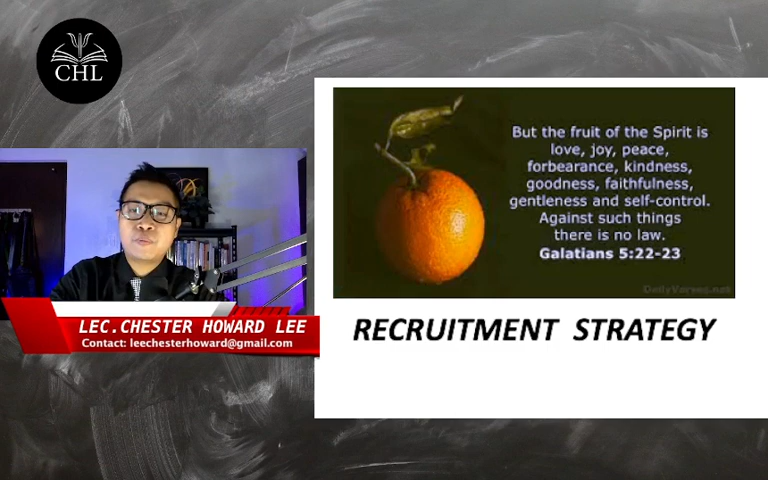 CHL
But the fruit of the Spirit is
love, joy, peace,
forbearance, kindness,
goodness, faithfulness,
gentleness and self-control.
Against such things
there is no law.
Galatians 5:22-23
DailyVerses.net
LEC.CHESTER HOWARD LEE
Contact: leechesterhoward@gmail.com
RECRUITMENT STRATEGY